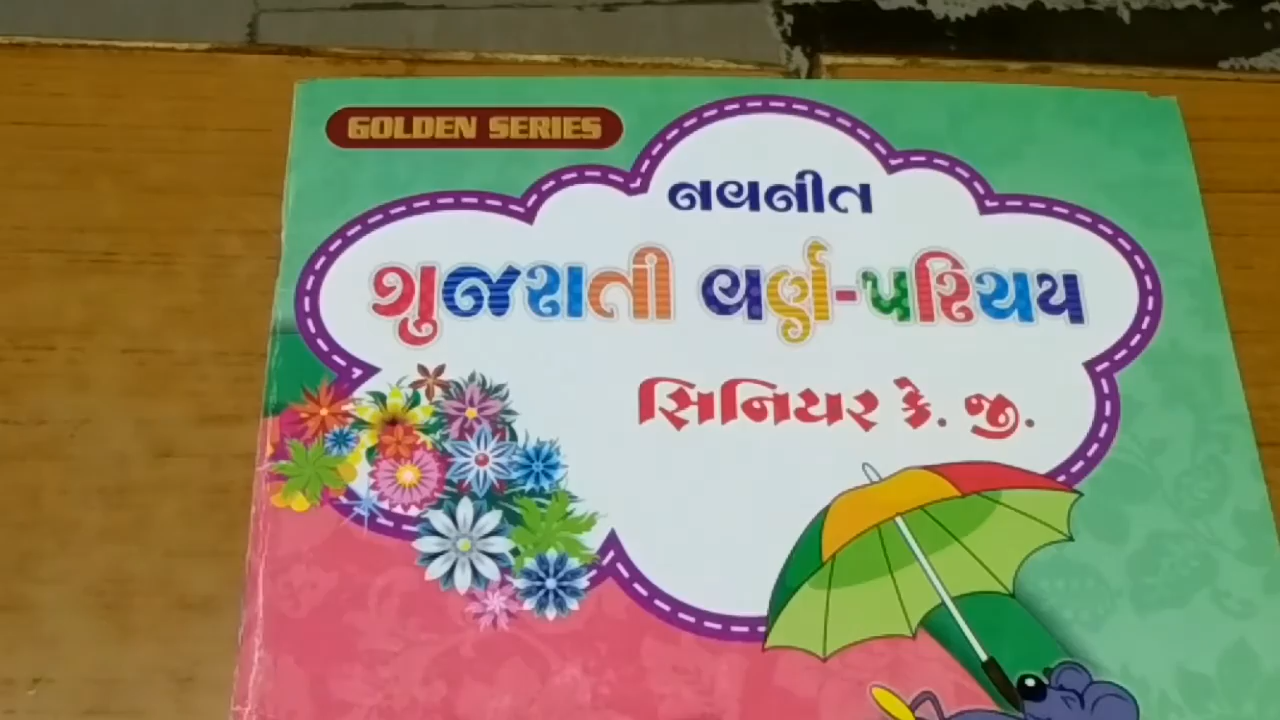 GOLDEN SERIES
નવનીત
ગુજરાતી વર્ણ-પરિચય
સિનિયર કે. જી.